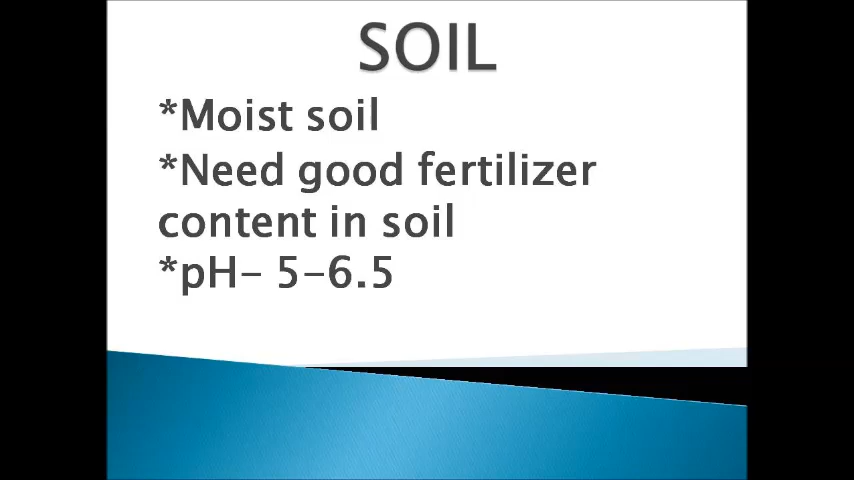 SOIL
*Moist soil
*Need good fertilizer
content in soil
*pH- 5-6.5